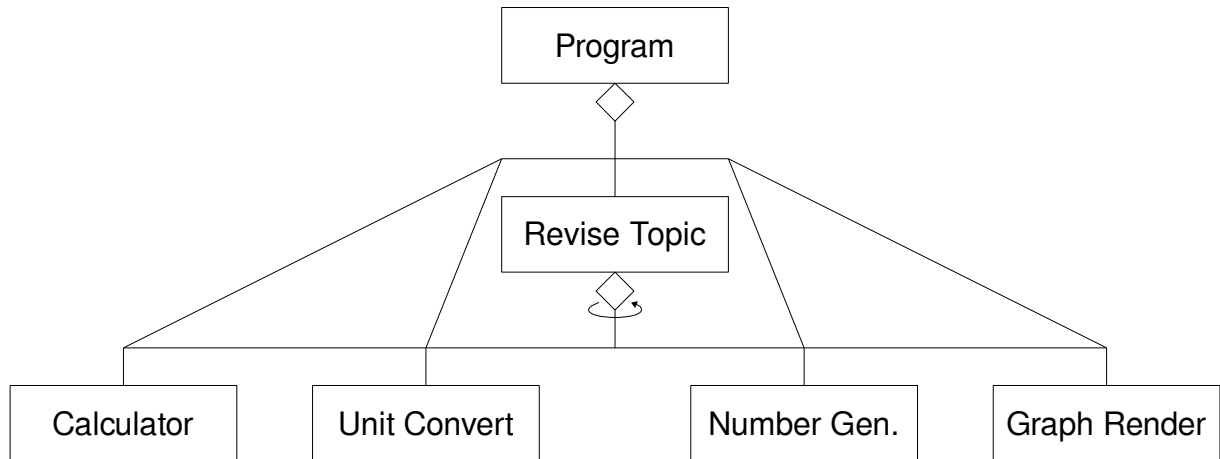 Program
Revise Topic
Calculator
Unit Convert
Number Gen.
Graph Render